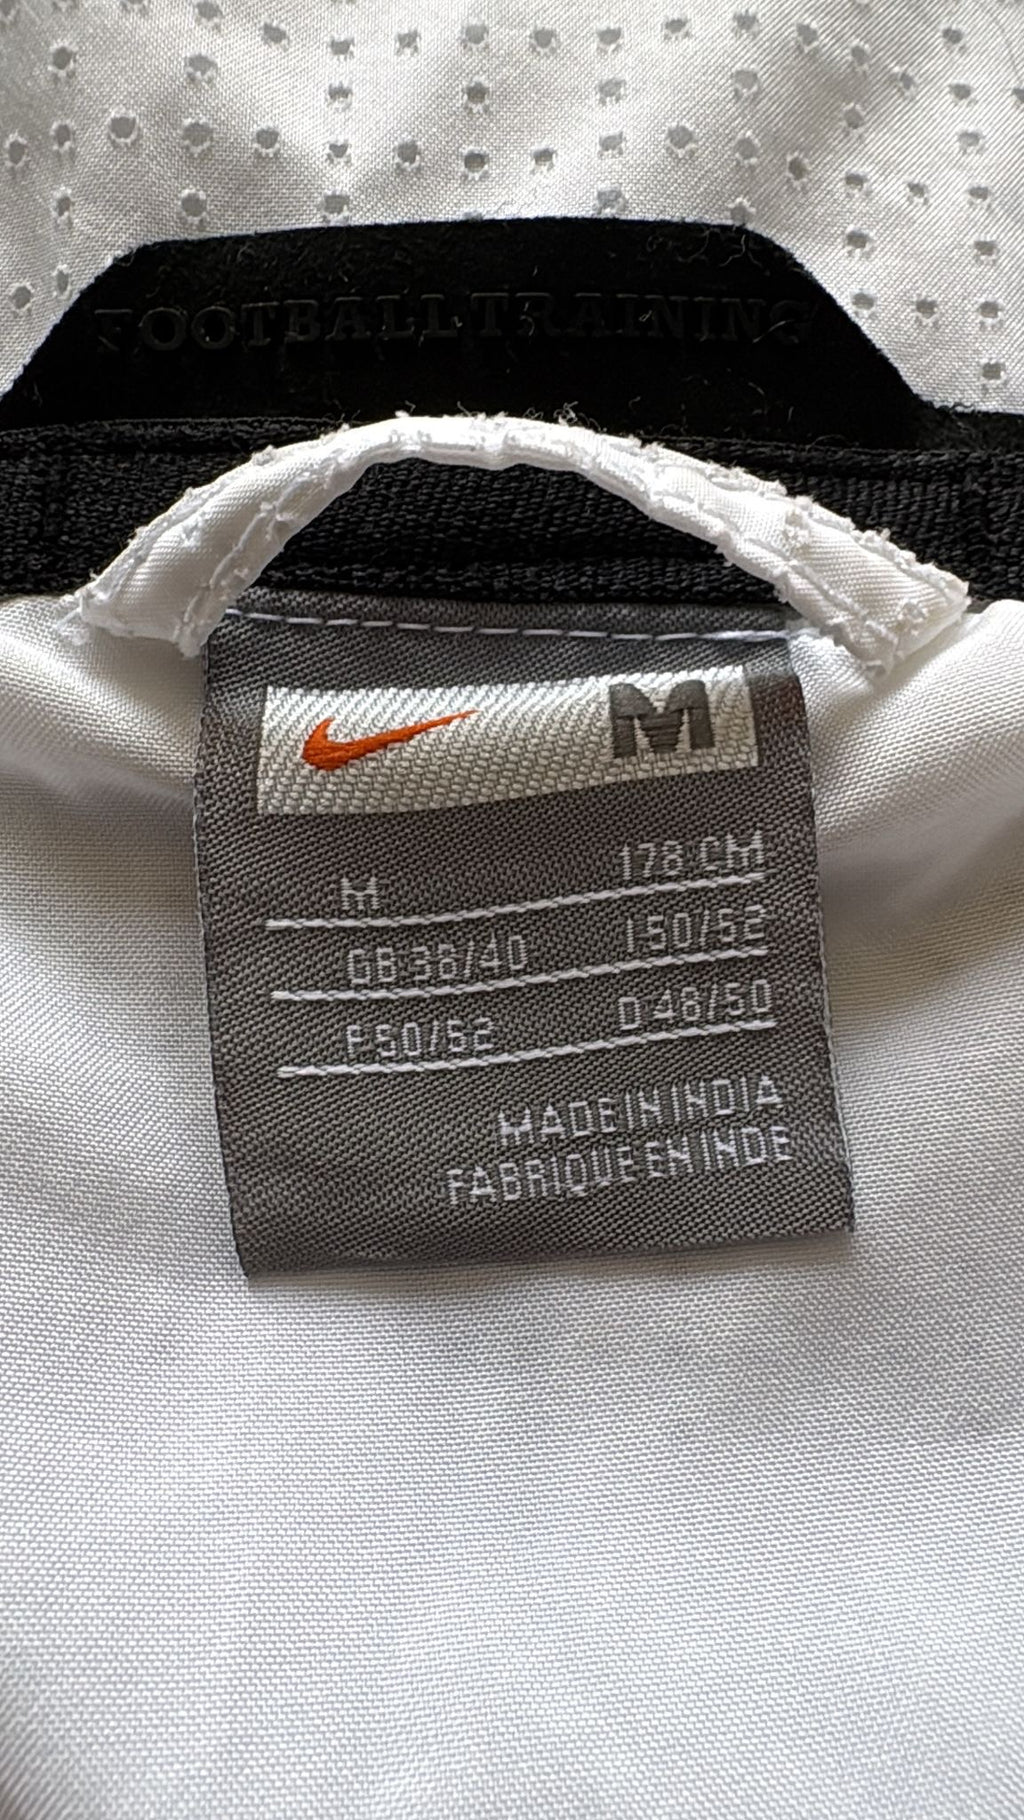 FOOTBALL TRAINING
M
M 178 CM
GB 38/40 I 50/52
F 50/52 D 48/50
MADE IN INDIA
FABRIQUE EN INDE